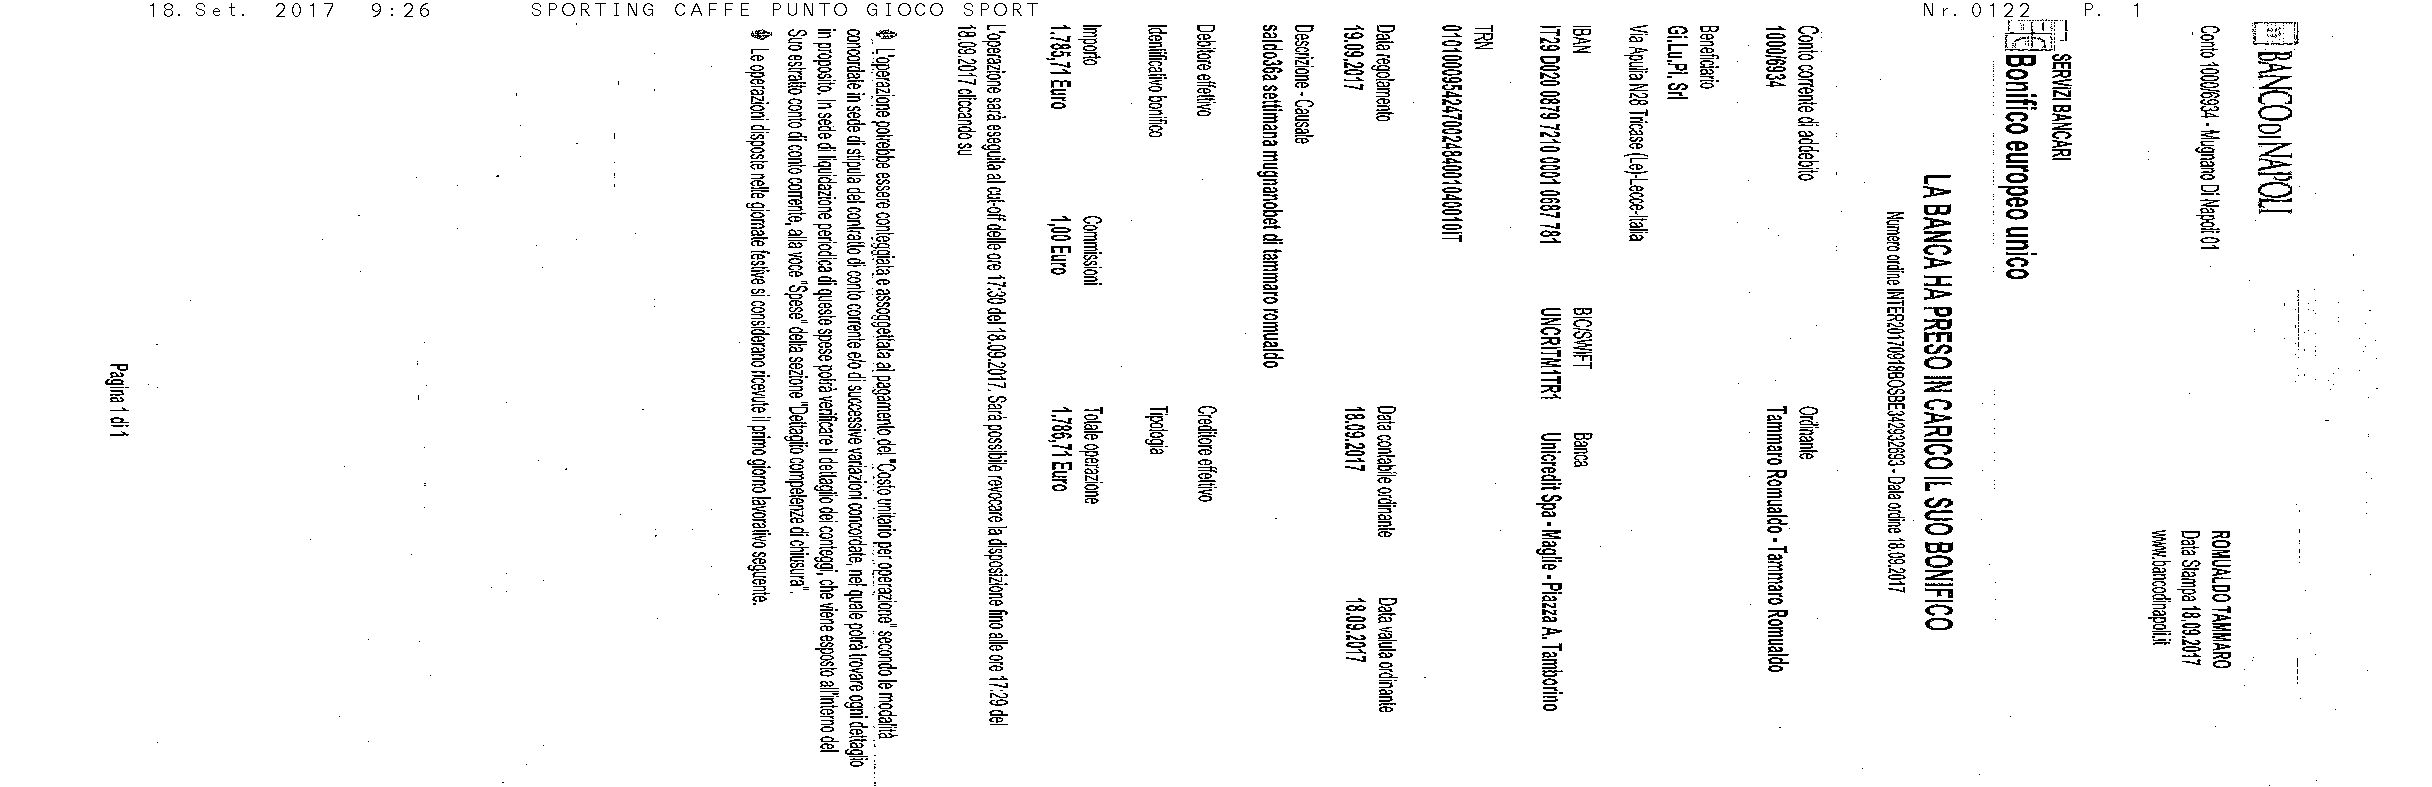 18. Set. 2017 9:26 SPORTING CAFFE PUNTO GIOCO SPORT Nr. 0122 P. 1
BANCO DI NAPOLI
Conto 1000/6934 - Mugnano Di Napoli 01
ROMUALDO TAMMARO
Data Stampa 18.09.2017
www.bancodinapoli.it
SERVIZI BANCARI
Bonifico europeo unico
LA BANCA HA PRESO IN CARICO IL SUO BONIFICO
Numero ordine INTER20170918BOSBE342932693 - Data ordine 18.09.2017
Conto corrente di addebito Ordinante
1000/6934 Tammaro Romualdo - Tammaro Romualdo
Beneficiario
Gi.Lu.Pi. Srl
Via Apulia N28 Tricase (Le)-Lecce-Italia
IBAN BIC/SWIFT Banca
IT29 D020 0879 7210 0001 0687 781 UNCRITM1TR1 Unicredit Spa - Maglie - Piazza A. Tamborino
TRN
0101000954247002484001040010IT
Data regolamento Data contabile ordinante Data valuta ordinante
19.09.2017 18.09.2017 18.09.2017
Descrizione - Causale
saldo36a settimana mugnanobet di tammaro romualdo
Debitore effettivo Creditore effettivo
Identificativo bonifico Tipologia
Importo Commissioni Totale operazione
1.785,71 Euro 1,00 Euro 1.786,71 Euro
L'operazione sarà eseguita al cut-off delle ore 17:30 del 18.09.2017. Sarà possibile revocare la disposizione fino alle ore 17:29 del
18.09.2017 cliccando su
L'operazione potrebbe essere conteggiata e assoggettata al pagamento del "Costo unitario per operazione" secondo le modalità
concordate in sede di stipula del contratto di conto corrente e/o di successive variazioni concordate, nel quale potrà trovare ogni dettaglio
in proposito. In sede di liquidazione periodica di queste spese potrà verificare il dettaglio dei conteggi, che viene esposto all'interno del
Suo estratto conto di conto corrente, alla voce "Spese" della sezione "Dettaglio competenze di chiusura".
Le operazioni disposte nelle giornate festive si considerano ricevute il primo giorno lavorativo seguente.
Pagina 1 di 1